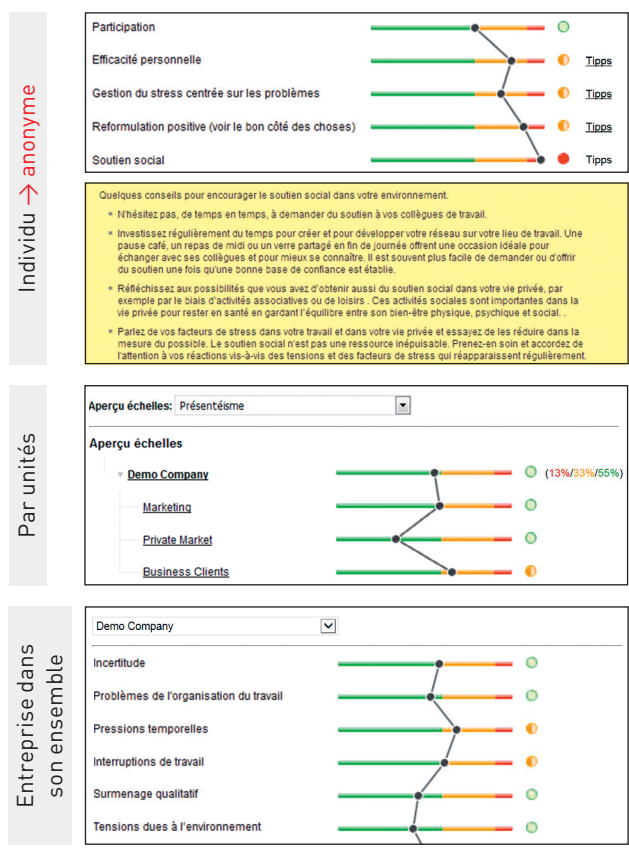 Individu → anonyme
Participation
Efficacité personnelle Tipps
Gestion du stress centrée sur les problèmes Tipps
Reformulation positive (voir le bon côté des choses) Tipps
Soutien social Tipps
Quelques conseils pour encourager le soutien social dans votre environnement.
N'hésitez pas, de temps en temps, à demander du soutien à vos collègues de travail.
Investissez régulièrement du temps pour créer et pour développer votre réseau sur votre lieu de travail. Une
pause café, un repas de midi ou un verre partagé en fin de journée offrent une occasion idéale pour
échanger avec ses collègues et pour mieux se connaître. Il est souvent plus facile de demander ou d'offrir
du soutien une fois qu'une bonne base de confiance est établie.
Réfléchissez aux possibilités que vous avez d'obtenir aussi du soutien social dans votre vie privée, par
exemple par le biais d'activités associatives ou de loisirs . Ces activités sociales sont importantes dans la
vie privée pour rester en santé en gardant l'équilibre entre son bien-être physique, psychique et social. .
Parlez de vos facteurs de stress dans votre travail et dans votre vie privée et essayez de les réduire dans la
mesure du possible. Le soutien social n'est pas une ressource inépuisable. Prenez-en soin et accordez de
l'attention à vos réactions vis-à-vis des tensions et des facteurs de stress qui réapparaissent régulièrement.
Par unités
Aperçu échelles: Présentéisme
Aperçu échelles
Demo Company (13%/33%/55%)
Marketing
Private Market
Business Clients
Entreprise dans
son ensemble
Demo Company
Incertitude
Problèmes de l'organisation du travail
Pressions temporelles
Interruptions de travail
Surmenage qualitatif
Tensions dues à l'environnement